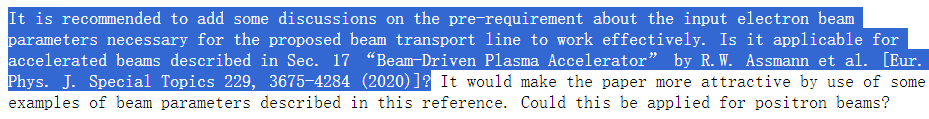 It is recommended to add some discussions on the pre-requirement about the input electron beam
parameters necessary for the proposed beam transport line to work effectively. Is it applicable for
accelerated beams described in Sec. 17 “Beam-Driven Plasma Accelerator” by R.W. Assmann et al. [Eur.
Phys. J. Special Topics 229, 3675-4284 (2020)]? It would make the paper more attractive by use of some
examples of beam parameters described in this reference. Could this be applied for positron beams?